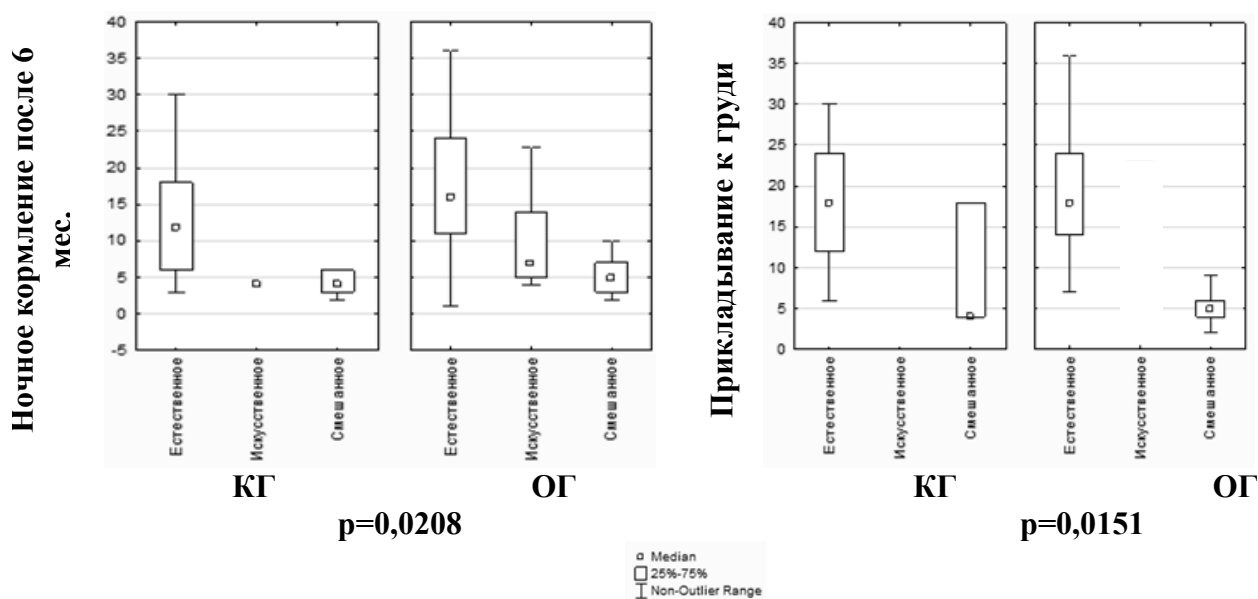 Ночное кормление после 6
мес.
40
35
30
25
20
15
10
5
0
-5
Естественное
Искусственное
Смешанное
Естественное
Искусственное
Смешанное
КГ
ОГ
p=0,0208
Прикладывание к груди
40
35
30
25
20
15
10
5
0
Естественное
Искусственное
Смешанное
Естественное
Искусственное
Смешанное
КГ
ОГ
p=0,0151
Median
25%-75%
Non-Outlier Range